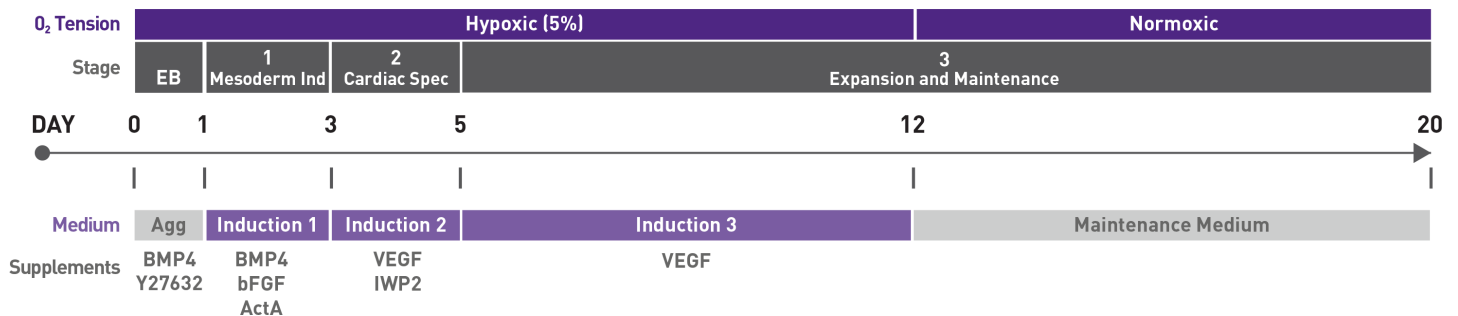 O₂ Tension Hypoxic (5%) Normoxic
Stage EB 1 Mesoderm Ind 2 Cardiac Spec 3 Expansion and Maintenance
DAY 0 1 3 5 12 20
Medium Agg Induction 1 Induction 2 Induction 3 Maintenance Medium
Supplements BMP4 BMP4 VEGF VEGF
Y27632 bFGF IWP2
ActA